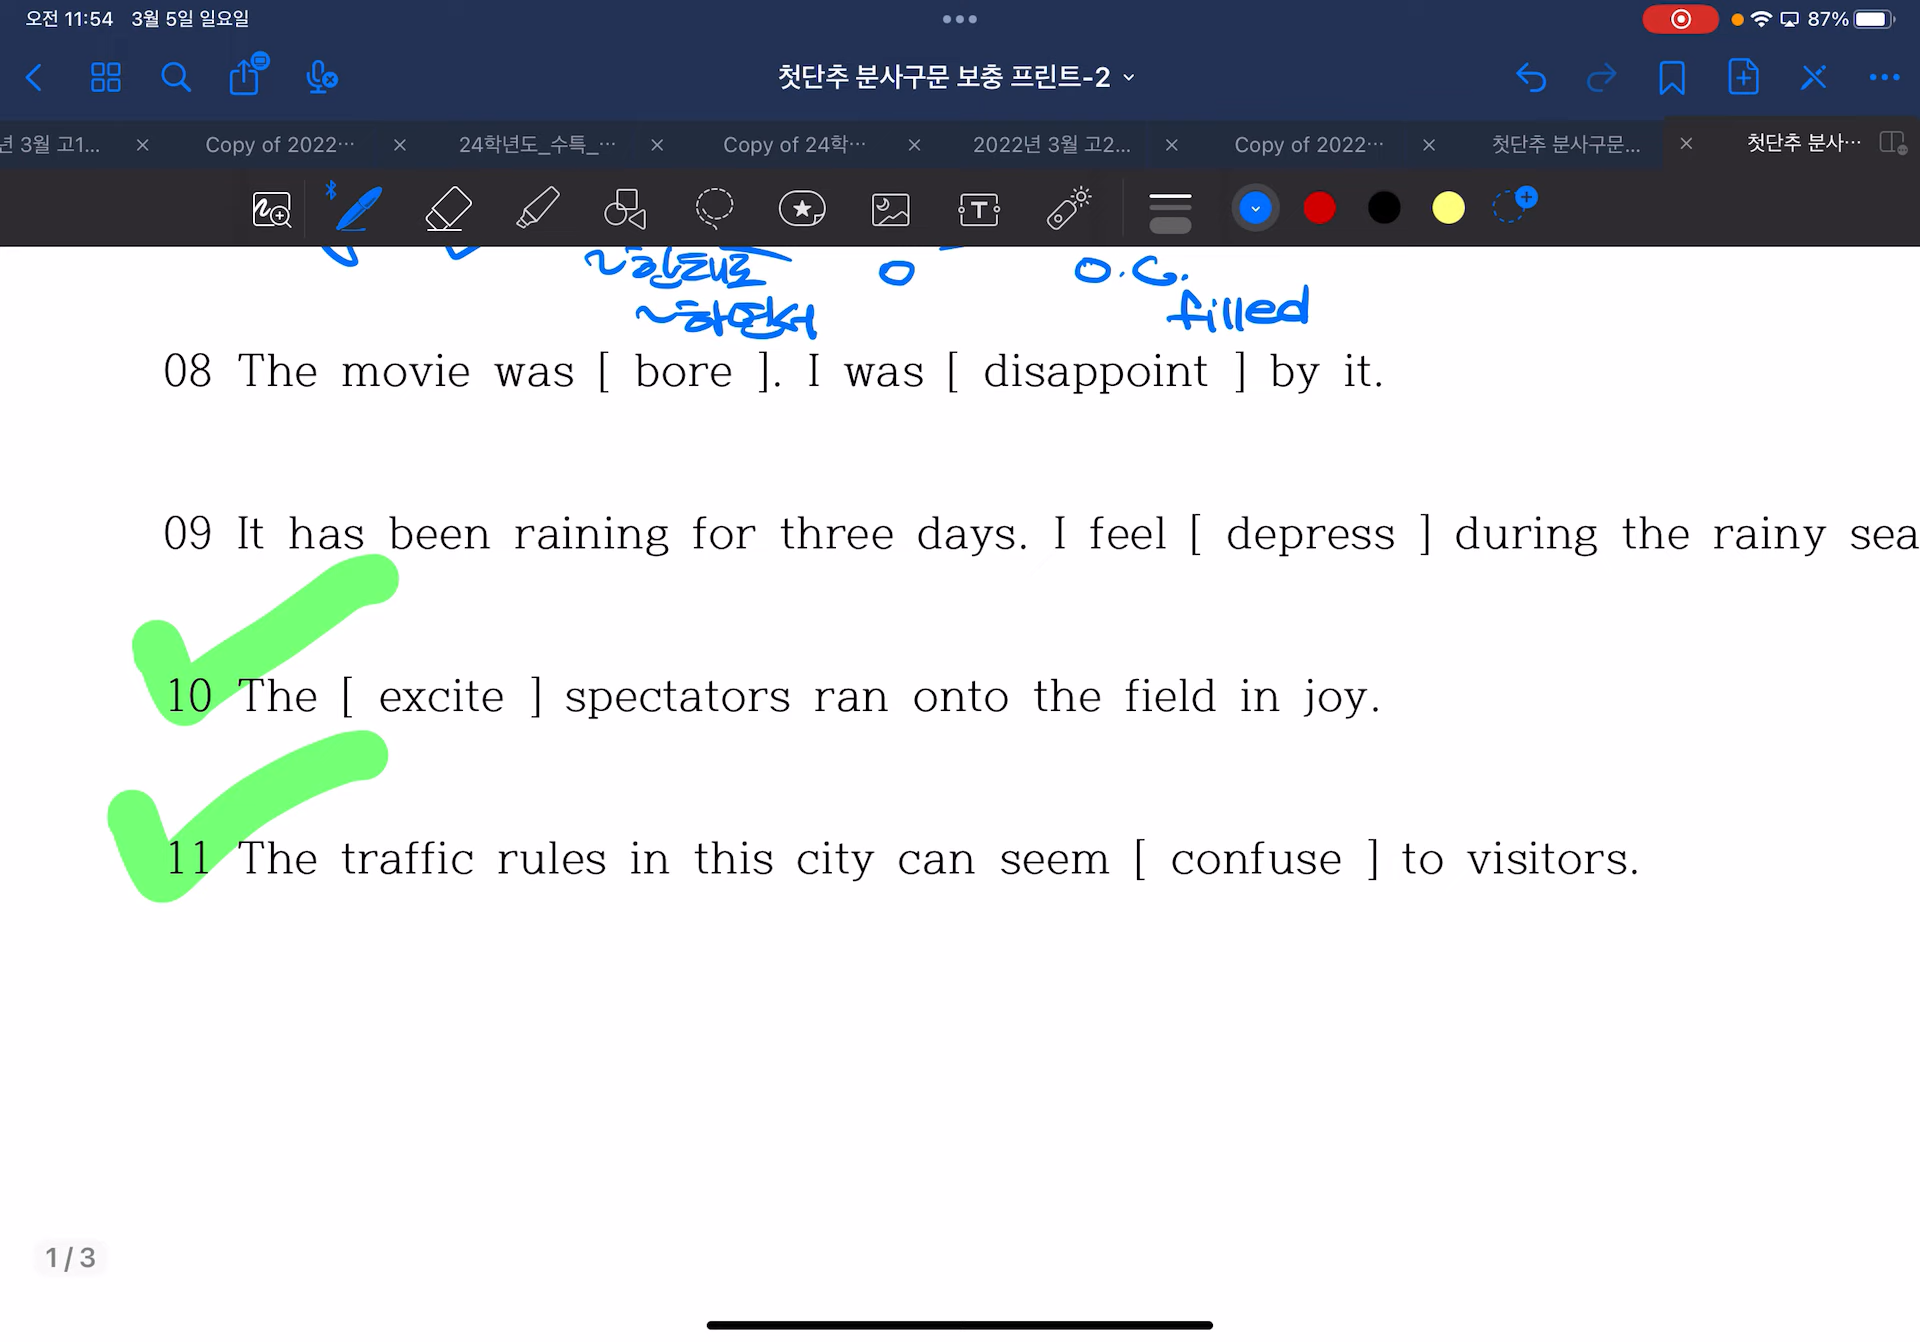 오전 11:54 3월 5일 일요일
87%
첫단추 분사구문 보충 프린트-2
년 3월 고1...
Copy of 2022...
24학년도_수특_...
Copy of 24학...
2022년 3월 고2...
Copy of 2022...
첫단추 분사구문...
첫단추 분사...
~한채로 O O.C.
~하면서 filled
08 The movie was [ bore ]. I was [ disappoint ] by it.
09 It has been raining for three days. I feel [ depress ] during the rainy sea
10 The [ excite ] spectators ran onto the field in joy.
11 The traffic rules in this city can seem [ confuse ] to visitors.
1/3